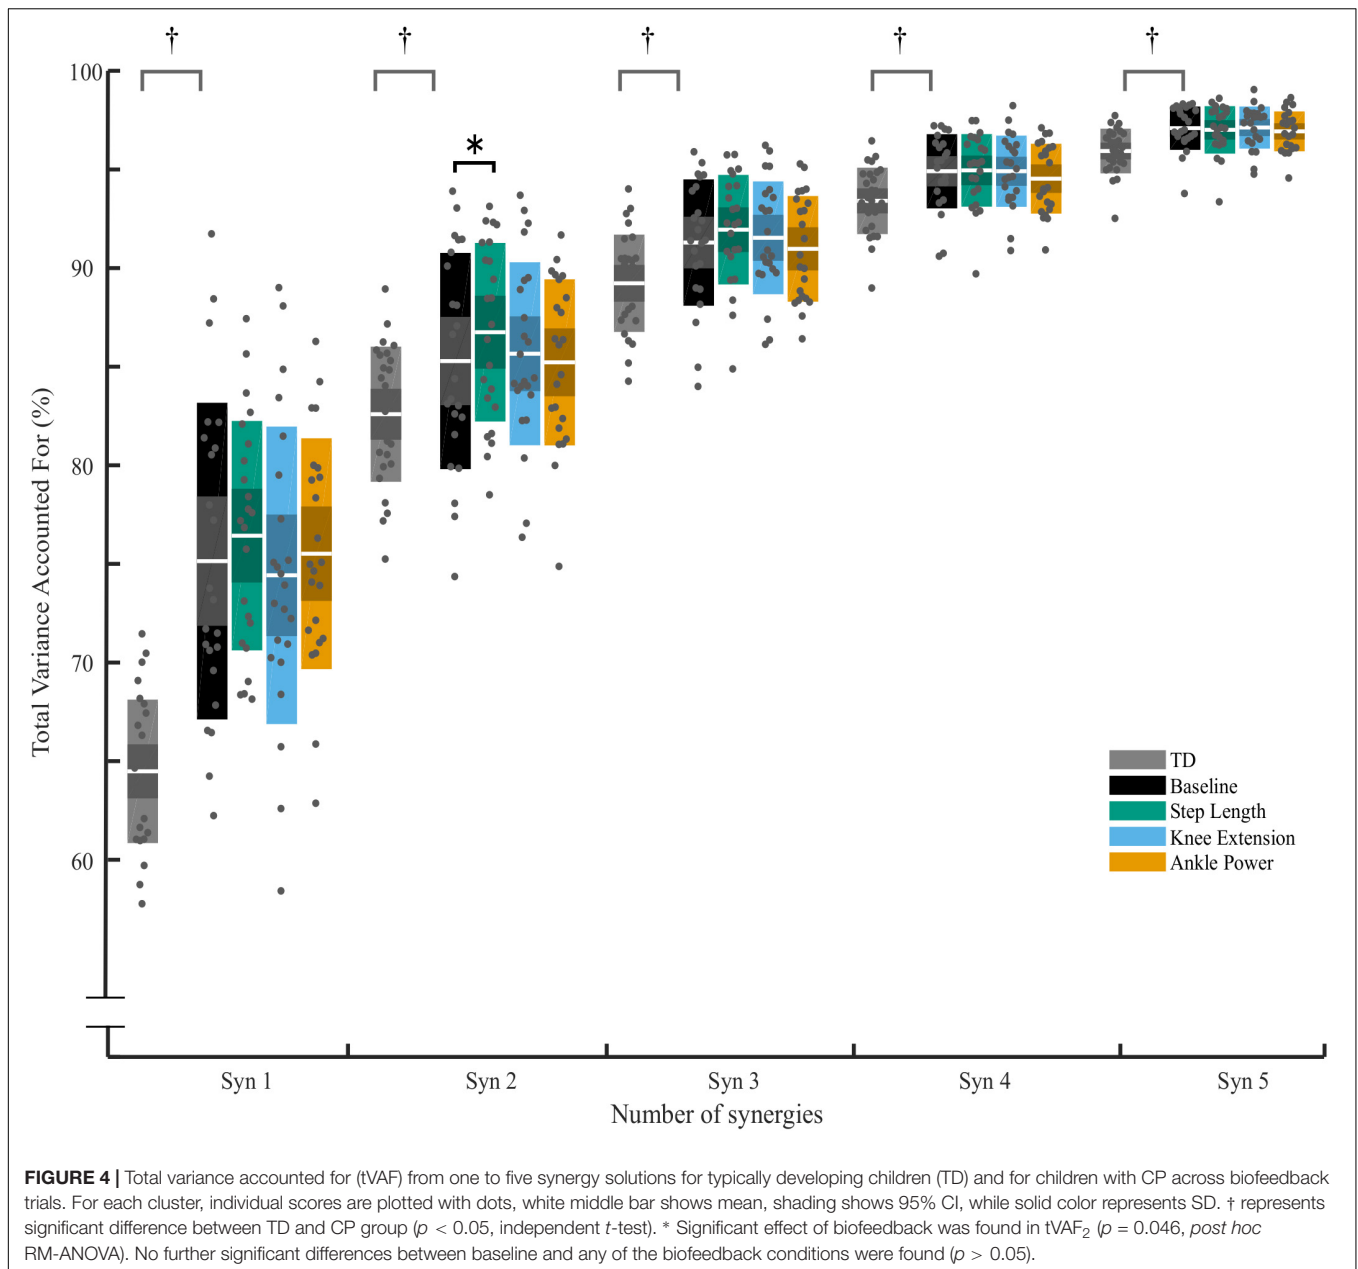 † † † † †
100
*
90
80
70
60
Total Variance Accounted For (%)
TD
Baseline
Step Length
Knee Extension
Ankle Power
Syn 1 Syn 2 Syn 3 Syn 4 Syn 5
Number of synergies
FIGURE 4 | Total variance accounted for (tVAF) from one to five synergy solutions for typically developing children (TD) and for children with CP across biofeedback
trials. For each cluster, individual scores are plotted with dots, white middle bar shows mean, shading shows 95% CI, while solid color represents SD. † represents
significant difference between TD and CP group (p < 0.05, independent t-test). * Significant effect of biofeedback was found in tVAF₂ (p = 0.046, post hoc
RM-ANOVA). No further significant differences between baseline and any of the biofeedback conditions were found (p > 0.05).